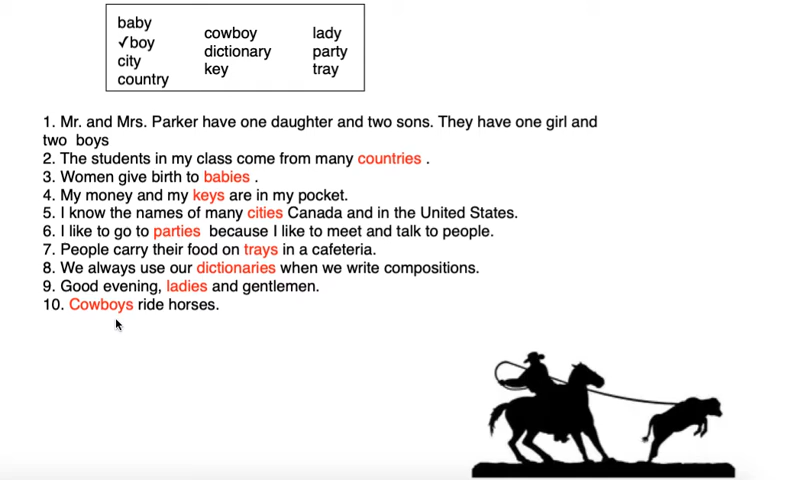 baby
✓boy
city
country
cowboy
dictionary
key
lady
party
tray
1. Mr. and Mrs. Parker have one daughter and two sons. They have one girl and
two boys
2. The students in my class come from many countries .
3. Women give birth to babies .
4. My money and my keys are in my pocket.
5. I know the names of many cities Canada and in the United States.
6. I like to go to parties because I like to meet and talk to people.
7. People carry their food on trays in a cafeteria.
8. We always use our dictionaries when we write compositions.
9. Good evening, ladies and gentlemen.
10. Cowboys ride horses.